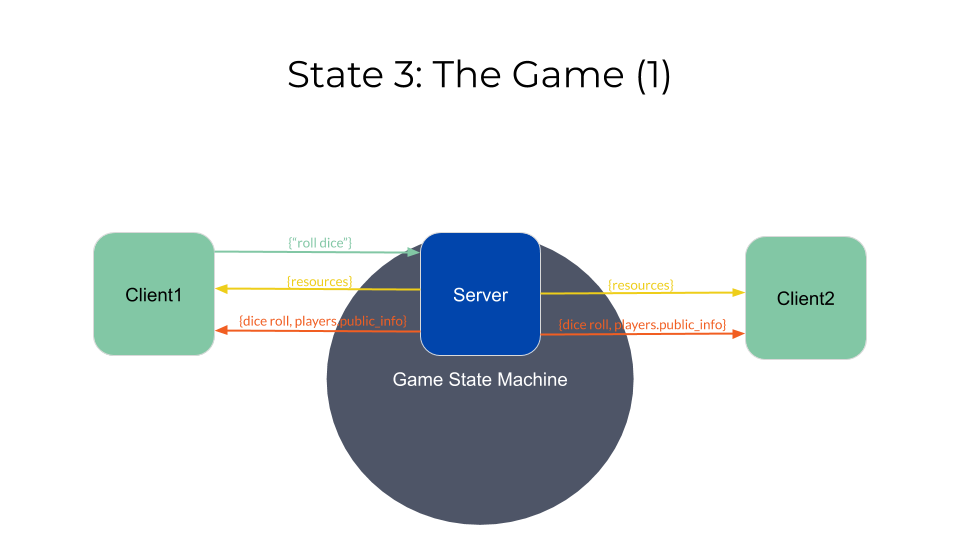 State 3: The Game (1)
{“roll dice”}
{resources}
{resources}
Client1
Server
Client2
{dice roll, players.public_info}
{dice roll, players.public_info}
Game State Machine